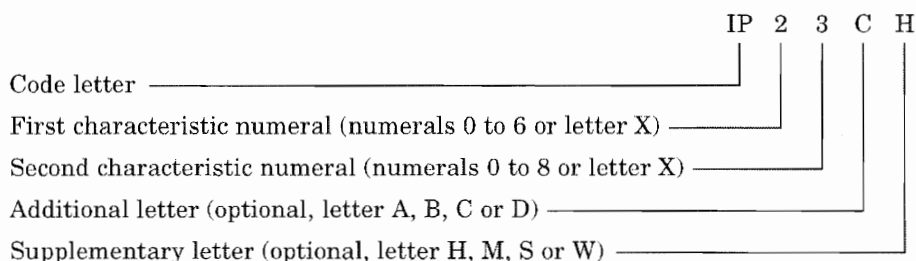 IP 2 3 C H
Code letter
First characteristic numeral (numerals 0 to 6 or letter X)
Second characteristic numeral (numerals 0 to 8 or letter X)
Additional letter (optional, letter A, B, C or D)
Supplementary letter (optional, letter H, M, S or W)